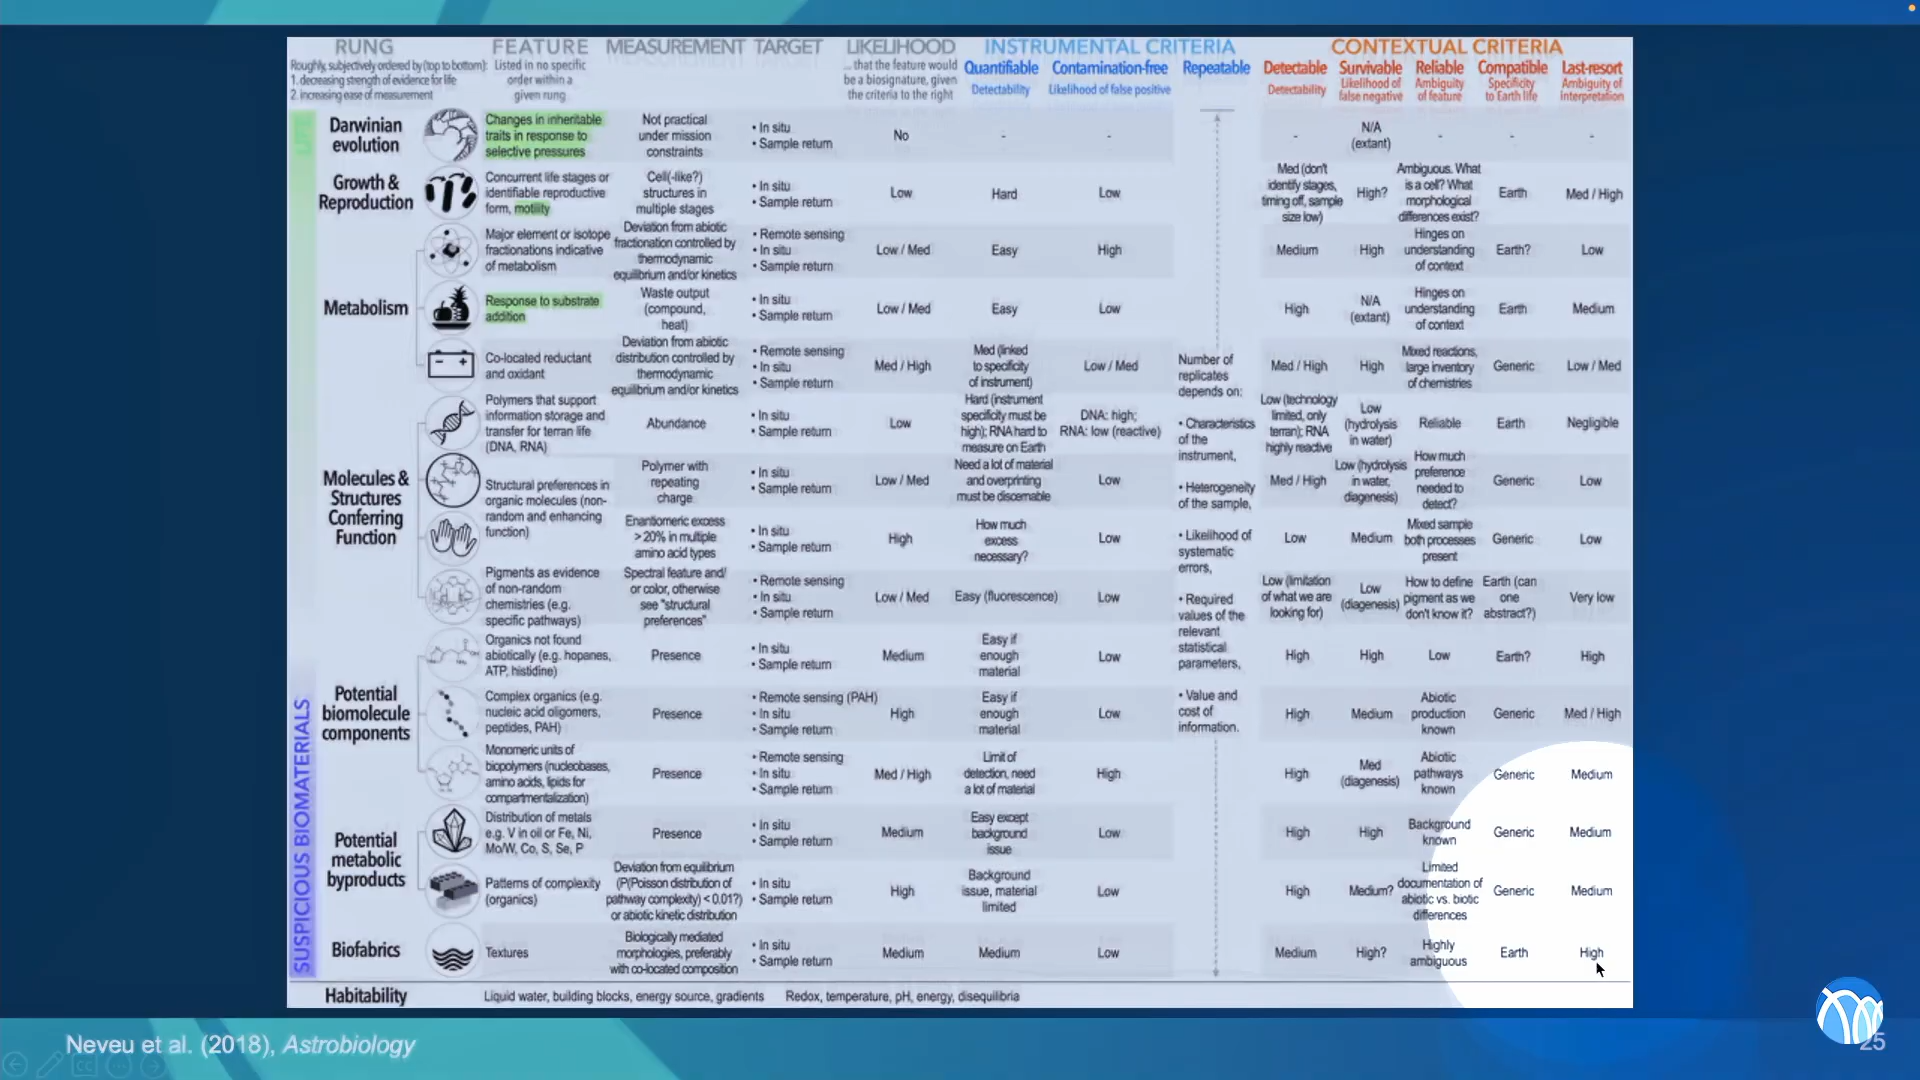 RUNG
Roughly, subjectively ordered by (top to bottom):
1. decreasing strength of evidence for life
2. increasing ease of measurement
FEATURE
Listed in no specific
order within a
given rung
MEASUREMENT
TARGET
LIKELIHOOD
... that the feature would
be a biosignature, given
the criteria to the right
INSTRUMENTAL CRITERIA
Quantifiable
Detectability
Contamination-free
Likelihood of false positive
Repeatable
CONTEXTUAL CRITERIA
Detectable
Detectability
Survivable
Likelihood of
false negative
Reliable
Ambiguity
of feature
Compatible
Specificity
to Earth life
Last-resort
Ambiguity of
interpretation
LIFE
Darwinian
evolution
Changes in inheritable
traits in response to
selective pressures
Not practical
under mission
constraints
• In situ
• Sample return
No
-
-
-
N/A
(extant)
-
-
-
Growth &
Reproduction
Concurrent life stages or
identifiable reproductive
form, motility
Cell(-like?)
structures in
multiple stages
• In situ
• Sample return
Low
Hard
Low
Med (don't
identify stages,
timing off, sample
size low)
High?
Ambiguous. What
is a cell? What
morphological
differences exist?
Earth
Med / High
Metabolism
Major element or isotope
fractionations indicative
of metabolism
Deviation from abiotic
fractionation controlled by
thermodynamic
equilibrium and/or kinetics
• Remote sensing
• In situ
• Sample return
Low / Med
Easy
High
Medium
High
Hinges on
understanding
of context
Earth?
Low
Response to substrate
addition
Waste output
(compound,
heat)
• In situ
• Sample return
Low / Med
Easy
Low
High
N/A
(extant)
Hinges on
understanding
of context
Earth
Medium
Co-located reductant
and oxidant
Deviation from abiotic
distribution controlled by
thermodynamic
equilibrium and/or kinetics
• Remote sensing
• In situ
• Sample return
Med / High
Med (linked
to specificity
of instrument)
Low / Med
Number of
replicates
depends on:
• Characteristics
of the
instrument,
• Heterogeneity
of the sample,
• Likelihood of
systematic
errors,
• Required
values of the
relevant
statistical
parameters,
• Value and
cost of
information.
Med / High
High
Mixed reactions,
large inventory
of chemistries
Generic
Low / Med
Molecules &
Structures
Conferring
Function
Polymers that support
information storage and
transfer for terran life
(DNA, RNA)
Abundance
• In situ
• Sample return
Low
Hard (instrument
specificity must be
high); RNA hard to
measure on Earth
DNA: high;
RNA: low (reactive)
Low (technology
limited, only
terran); RNA
highly reactive
Low
(hydrolysis
in water)
Reliable
Earth
Negligible
Structural preferences in
organic molecules (non-
random and enhancing
function)
Polymer with
repeating
charge
• In situ
• Sample return
Low / Med
Need a lot of material
and overprinting
must be discernable
Low
Med / High
Low (hydrolysis
in water,
diagenesis)
How much
preference
needed to
detect?
Generic
Low
Enantiomeric excess
> 20% in multiple
amino acid types
• In situ
• Sample return
High
How much
excess
necessary?
Low
Low
Medium
Mixed sample
both processes
present
Generic
Low
Pigments as evidence
of non-random
chemistries (e.g.
specific pathways)
Spectral feature and/
or color, otherwise
see "structural
preferences"
• Remote sensing
• In situ
• Sample return
Low / Med
Easy (fluorescence)
Low
Low (limitation
of what we are
looking for)
Low
(diagenesis)
How to define
pigment as we
don't know it?
Earth (can
one
abstract?)
Very low
SUSPICIOUS BIOMATERIALS
Potential
biomolecule
components
Organics not found
abiotically (e.g. hopanes,
ATP, histidine)
Presence
• In situ
• Sample return
Medium
Easy if
enough
material
Low
High
High
Low
Earth?
High
Complex organics (e.g.
nucleic acid oligomers,
peptides, PAH)
Presence
• Remote sensing (PAH)
• In situ
• Sample return
High
Easy if
enough
material
Low
High
Medium
Abiotic
production
known
Generic
Med / High
Monomeric units of
biopolymers (nucleobases,
amino acids, lipids for
compartmentalization)
Presence
• Remote sensing
• In situ
• Sample return
Med / High
Limit of
detection, need
a lot of material
High
High
Med
(diagenesis)
Abiotic
pathways
known
Generic
Medium
Potential
metabolic
byproducts
Distribution of metals
e.g. V in oil or Fe, Ni,
Mo/W, Co, S, Se, P
Presence
• In situ
• Sample return
Medium
Easy except
background
issue
Low
High
High
Background
known
Generic
Medium
Patterns of complexity
(organics)
Deviation from equilibrium
(P(Poisson distribution of
pathway complexity) < 0.01?)
or abiotic kinetic distribution
• In situ
• Sample return
High
Background
issue, material
limited
Low
High
Medium?
Limited
documentation of
abiotic vs. biotic
differences
Generic
Medium
Biofabrics
Textures
Biologically mediated
morphologies, preferably
with co-located composition
• In situ
• Sample return
Medium
Medium
Low
Medium
High?
Highly
ambiguous
Earth
High
Habitability
Liquid water, building blocks, energy source, gradients
Redox, temperature, pH, energy, disequilibria
Neveu et al. (2018), Astrobiology
25